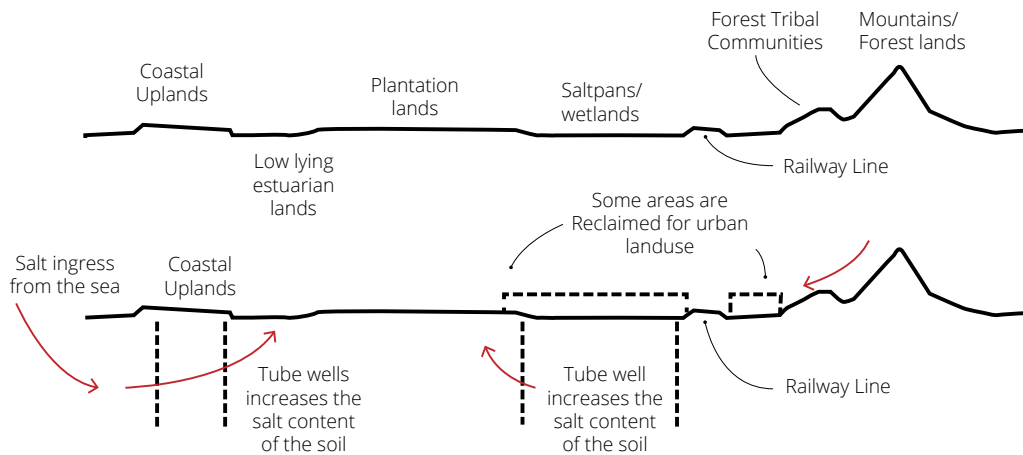 Forest Tribal
Communities
Mountains/
Forest lands
Coastal
Uplands
Plantation
lands
Saltpans/
wetlands
Low lying
estuarian
lands
Railway Line
Some areas are
Reclaimed for urban
landuse
Salt ingress
from the sea
Coastal
Uplands
Tube wells
increases the
salt content
of the soil
Tube well
increases the
salt content
of the soil
Railway Line